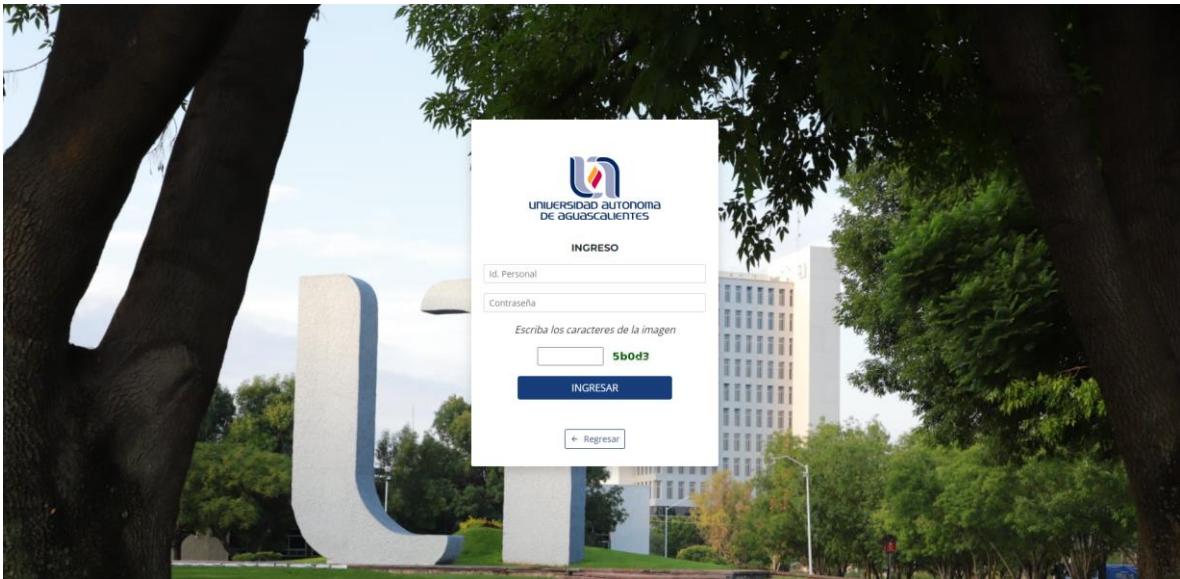 UNIVERSIDAD AUTONOMA
DE AGUASCALIENTES
INGRESO
Id. Personal
Contraseña
Escriba los caracteres de la imagen
5b0d3
INGRESAR
← Regresar